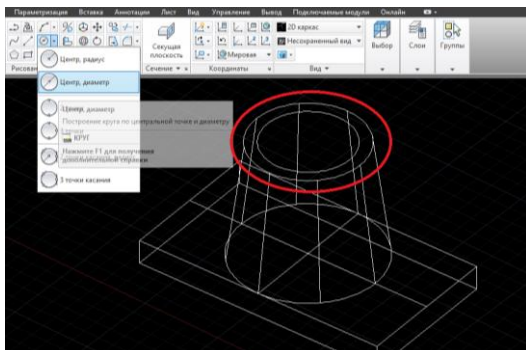 Параметризация Вставка Аннотации Лист Вид Управление Вывод Подключаемые модули Онлайн
2D каркас
Несохраненный вид
Мировая
Секущая плоскость
Выбор Слои Группы
Сечение Координаты Вид
Центр, радиус
Центр, диаметр
Центр, диаметр
Построение круга по центральной точке и диаметру
КРУГ
Нажмите F1 для получения
дополнительной справки
3 точки касания